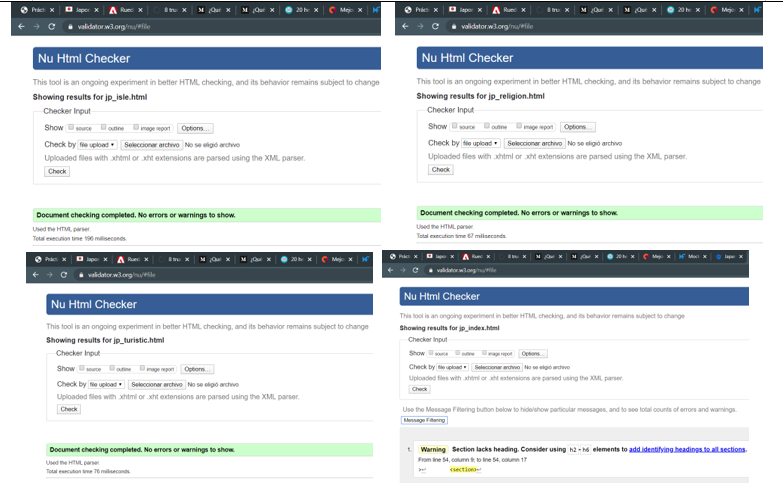 Práct
Japor
Rued
8 truc
¿Qué
¿Qué
20 he
Mejo
validator.w3.org/nu/#file
Nu Html Checker
This tool is an ongoing experiment in better HTML checking, and its behavior remains subject to change
Showing results for jp_isle.html
Checker Input
Show source outline image report Options...
Check by file upload Seleccionar archivo No se eligió archivo
Uploaded files with .xhtml or .xht extensions are parsed using the XML parser.
Check
Document checking completed. No errors or warnings to show.
Used the HTML parser.
Total execution time 196 milliseconds.
Práct
Japor
Rued
8 truc
¿Qué
¿Qué
20 he
Mejo
validator.w3.org/nu/#file
Nu Html Checker
This tool is an ongoing experiment in better HTML checking, and its behavior remains subject to change
Showing results for jp_religion.html
Checker Input
Show source outline image report Options...
Check by file upload Seleccionar archivo No se eligió archivo
Uploaded files with .xhtml or .xht extensions are parsed using the XML parser.
Check
Document checking completed. No errors or warnings to show.
Used the HTML parser.
Total execution time 67 milliseconds.
Práct
Japor
Rued
8 truc
¿Qué
¿Qué
20 he
Mejo
validator.w3.org/nu/#file
Nu Html Checker
This tool is an ongoing experiment in better HTML checking, and its behavior remains subject to change
Showing results for jp_turistic.html
Checker Input
Show source outline image report Options...
Check by file upload Seleccionar archivo No se eligió archivo
Uploaded files with .xhtml or .xht extensions are parsed using the XML parser.
Check
Document checking completed. No errors or warnings to show.
Used the HTML parser.
Total execution time 76 milliseconds.
Práct
Japor
Rued
8 truc
¿Qué
¿Qué
20 he
Mejo
Japon
validator.w3.org/nu/#file
Nu Html Checker
This tool is an ongoing experiment in better HTML checking, and its behavior remains subject to change
Showing results for jp_index.html
Checker Input
Show source outline image report Options...
Check by file upload Seleccionar archivo No se eligió archivo
Uploaded files with .xhtml or .xht extensions are parsed using the XML parser.
Check
Use the Message Filtering button below to hide/show particular messages, and to see total counts of errors and warnings.
Message Filtering
1. Warning Section lacks heading. Consider using h2-h6 elements to add identifying headings to all sections.
From line 54, column 9; to line 54, column 17
>↩ <section>↩